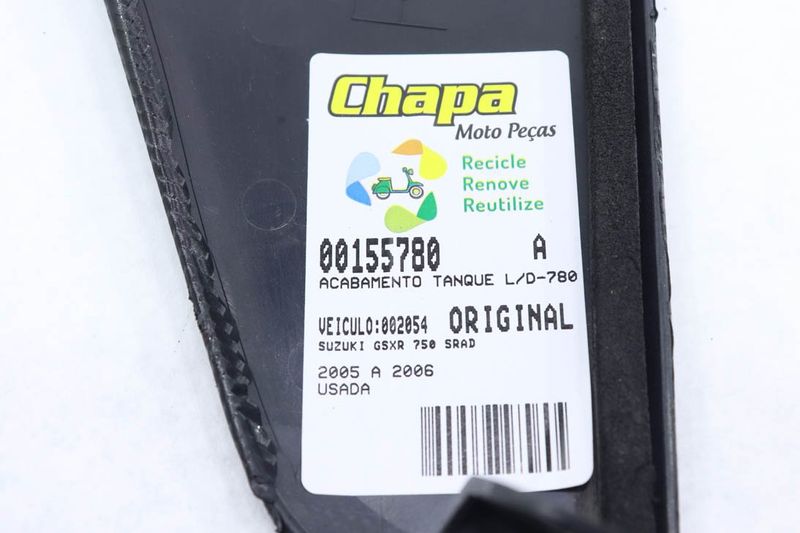 Chapa
Moto Peças
Recicle
Renove
Reutilize
00155780 A
ACABAMENTO TANQUE L/D-780
VEICULO:002054 ORIGINAL
SUZUKI GSXR 750 SRAD
2005 A 2006
USADA